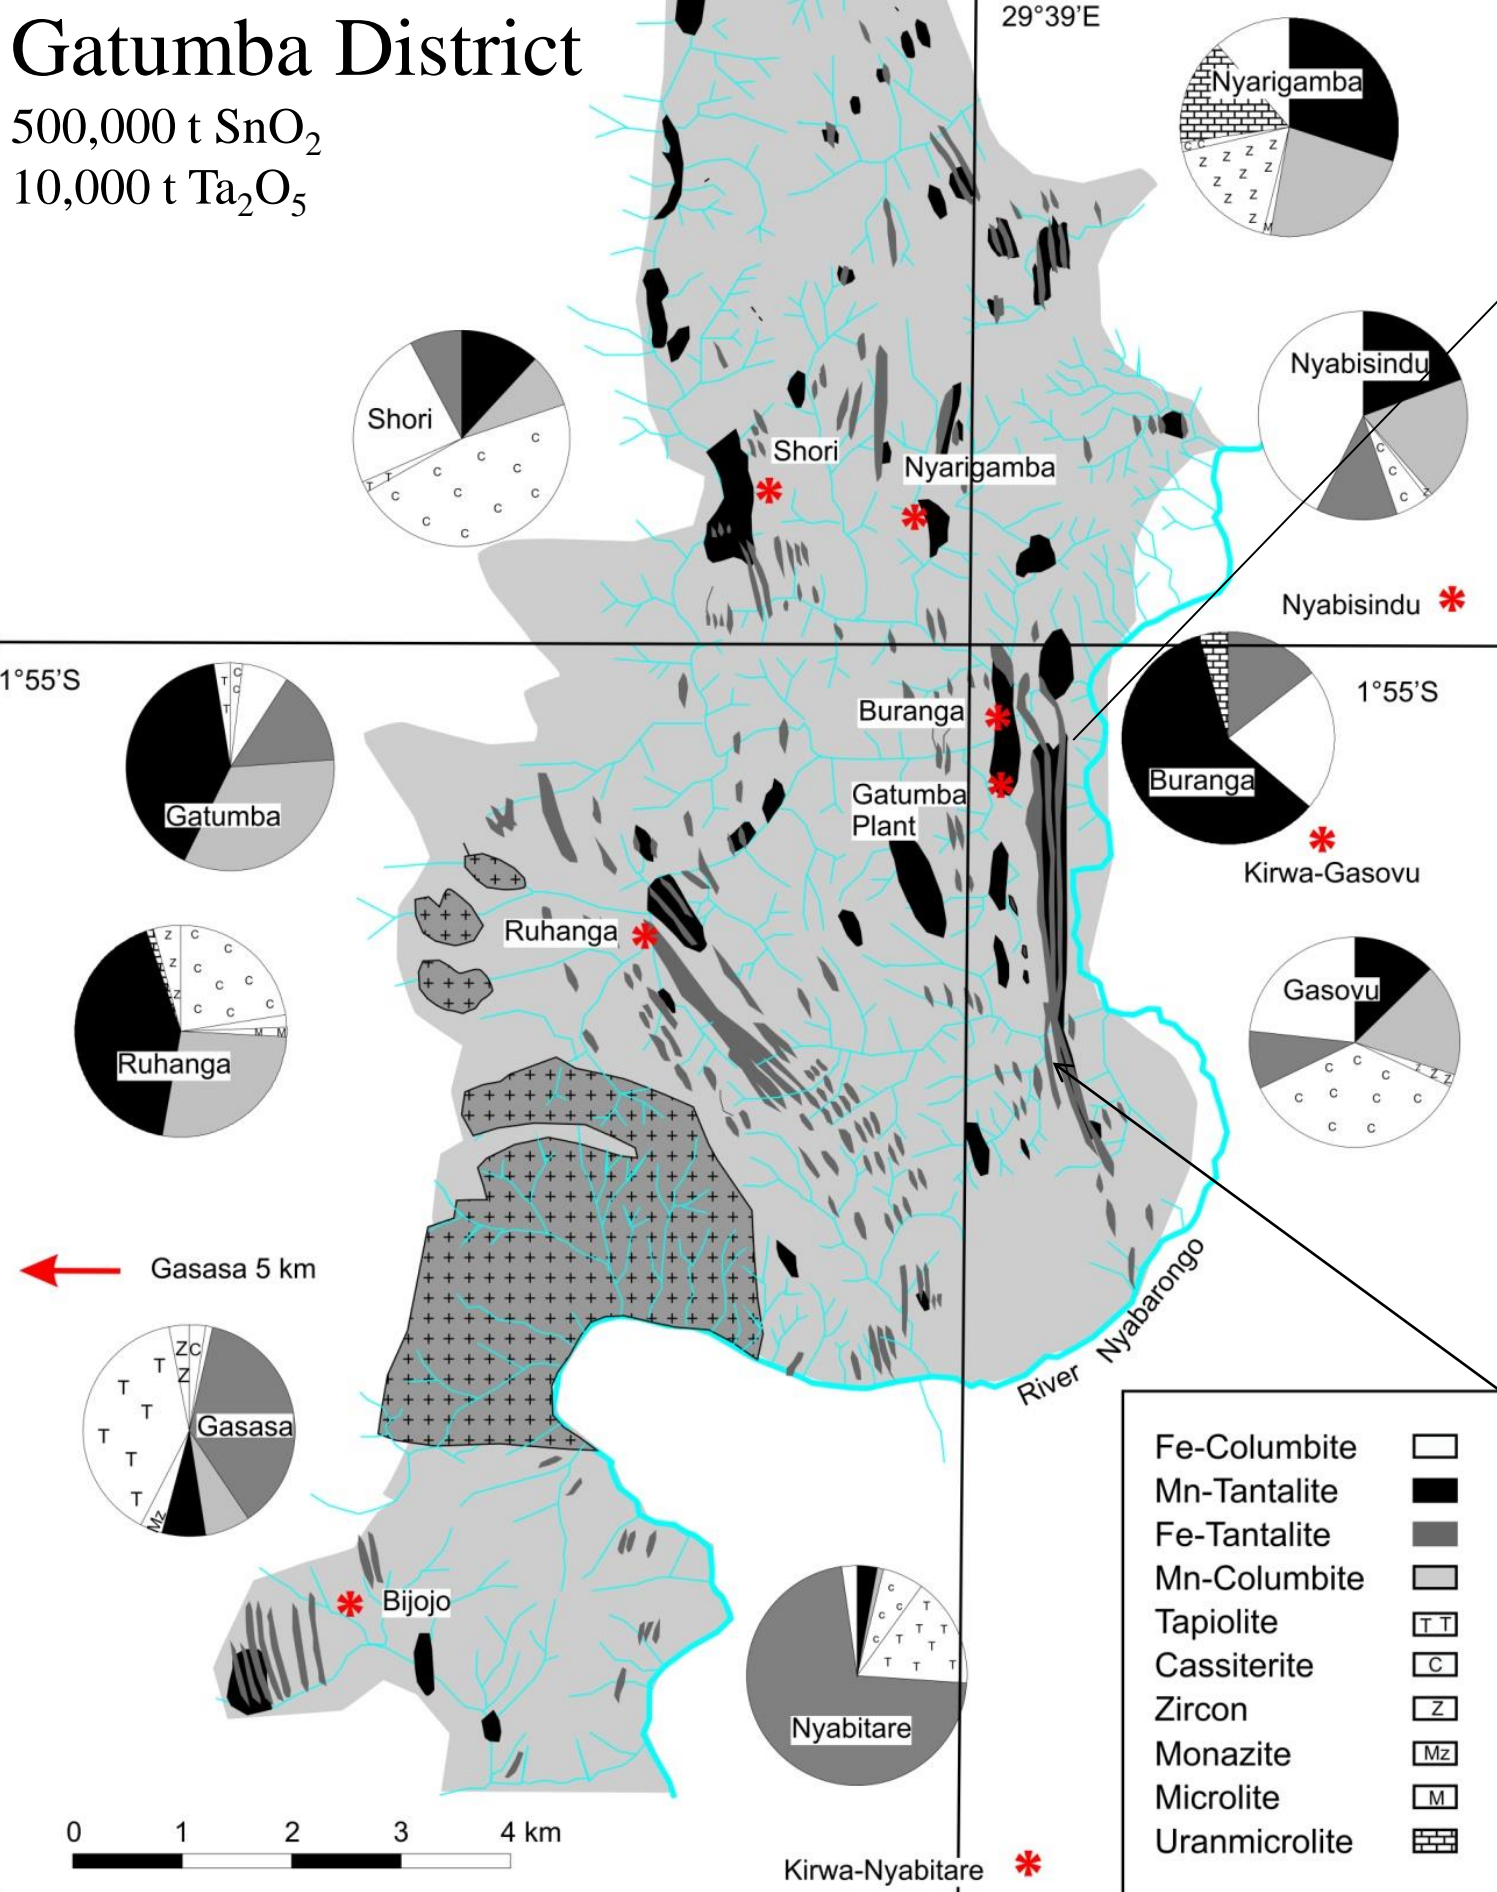 Gatumba District
500,000 t SnO₂
10,000 t Ta₂O₅
29°39'E
Nyarigamba
C C
Z Z Z Z Z Z Z Z Z Z
M
Nyabisindu
C
C
C
Z
Shori
T T
C C C C C C C C C C
Shori
Nyarigamba
Nyabisindu
1°55'S
1°55'S
Gatumba
T
T
C
C
Buranga
Buranga
Gatumba
Plant
Kirwa-Gasovu
Ruhanga
Ruhanga
Z
Z
Z
C C C C C C C C
M M
Gasovu
Z Z Z
C C C C C C C C C
Gasasa 5 km
Gasasa
Z C
Z
T T T T T T
Mz
River Nyabarongo
Bijojo
Nyabitare
C C C C
T T T T T T T T
Fe-Columbite
Mn-Tantalite
Fe-Tantalite
Mn-Columbite
Tapiolite T T
Cassiterite C
Zircon Z
Monazite Mz
Microlite M
Uranmicrolite
0 1 2 3 4 km
Kirwa-Nyabitare